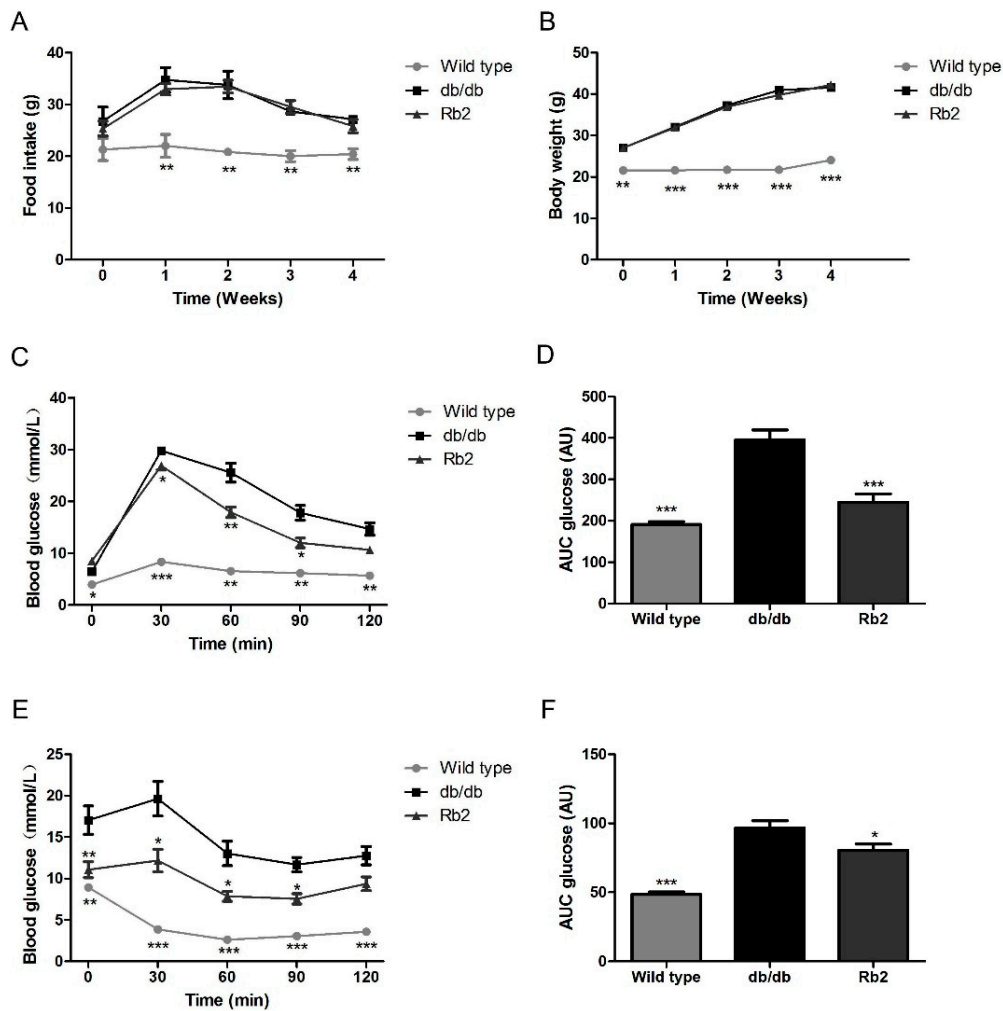 A
Food intake (g)
40
30
20
10
0
** ** ** **
0 1 2 3 4
Time (Weeks)
Wild type
db/db
Rb2
B
Body weight (g)
50
40
30
20
10
0
** *** *** *** ***
0 1 2 3 4
Time (Weeks)
Wild type
db/db
Rb2
C
Blood glucose（mmol/L）
40
30
20
10
0
*
**
*
* *** ** ** **
0 30 60 90 120
Time (min)
Wild type
db/db
Rb2
D
AUC glucose (AU)
500
400
300
200
100
0
*** ***
Wild type db/db Rb2
E
Blood glucose（mmol/L）
25
20
15
10
5
0
** * * *
** *** *** *** ***
0 30 60 90 120
Time (min)
Wild type
db/db
Rb2
F
AUC glucose (AU)
150
100
50
0
*** *
Wild type db/db Rb2